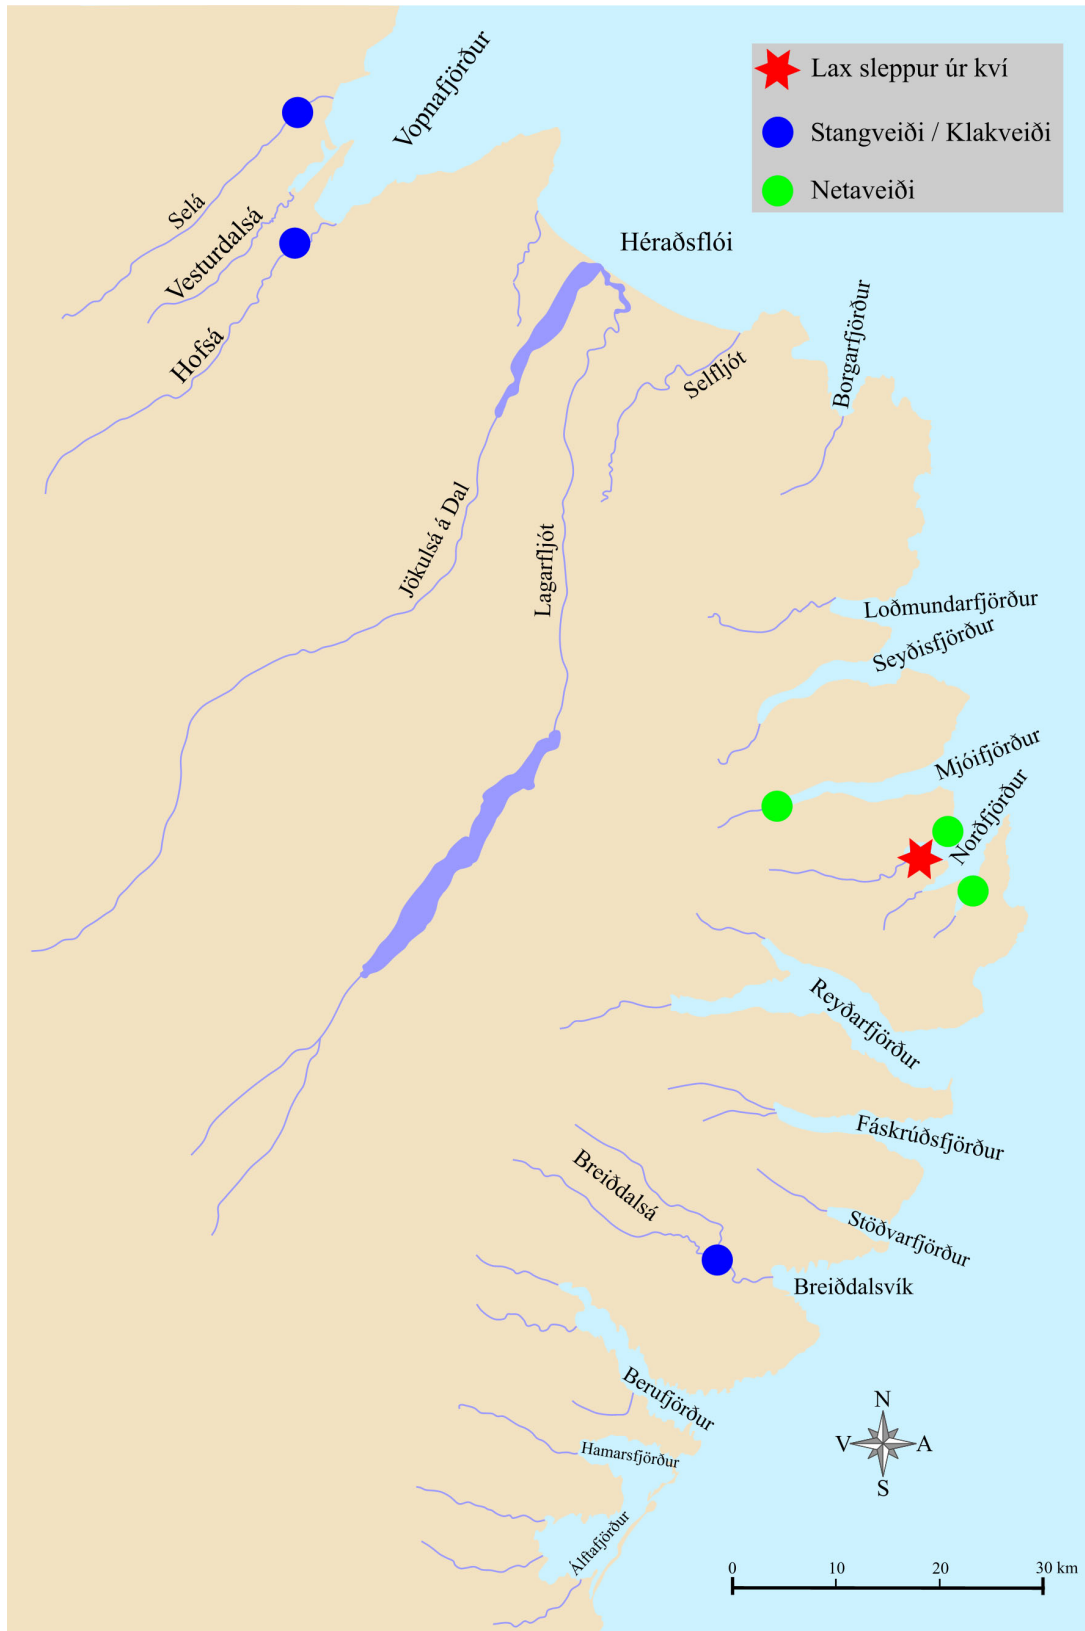 Lax sleppur úr kví
Stangveiði / Klakveiði
Netaveiði
Vopnafjörður
Selá
Vesturdalsá
Hofsá
Héraðsflói
Selfljót
Borgarfjörður
Jökulsá á Dal
Lagarfljót
Loðmundarfjörður
Seyðisfjörður
Mjóifjörður
Norðfjörður
Reyðarfjörður
Fáskrúðsfjörður
Breiðdalsá
Stöðvarfjörður
Breiðdalsvík
Berufjörður
Hamarsfjörður
Álftafjörður
N
V A
S
0 10 20 30 km